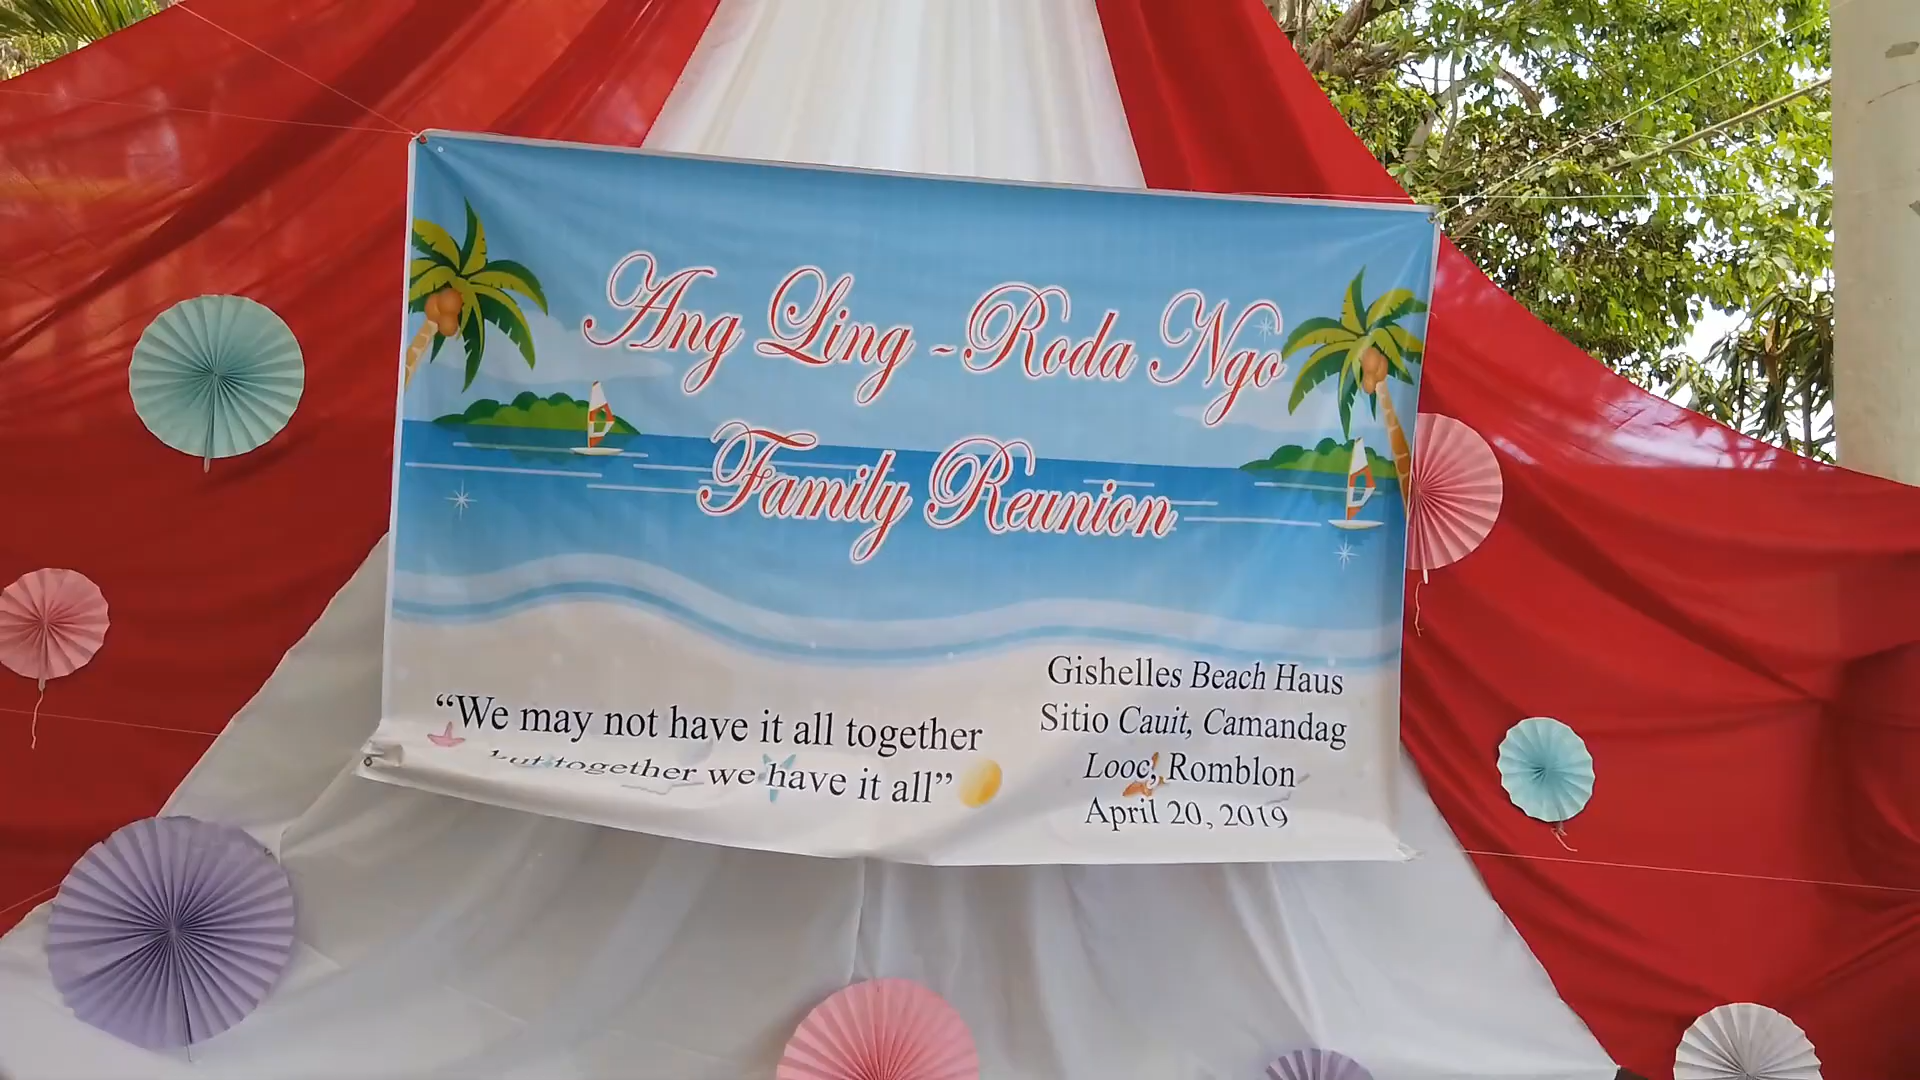 Ang Ling -Roda Ngo
Family Reunion
“We may not have it all together
but together we have it all”
Gishelles Beach Haus
Sitio Cauit, Camandag
Looc, Romblon
April 20, 2019